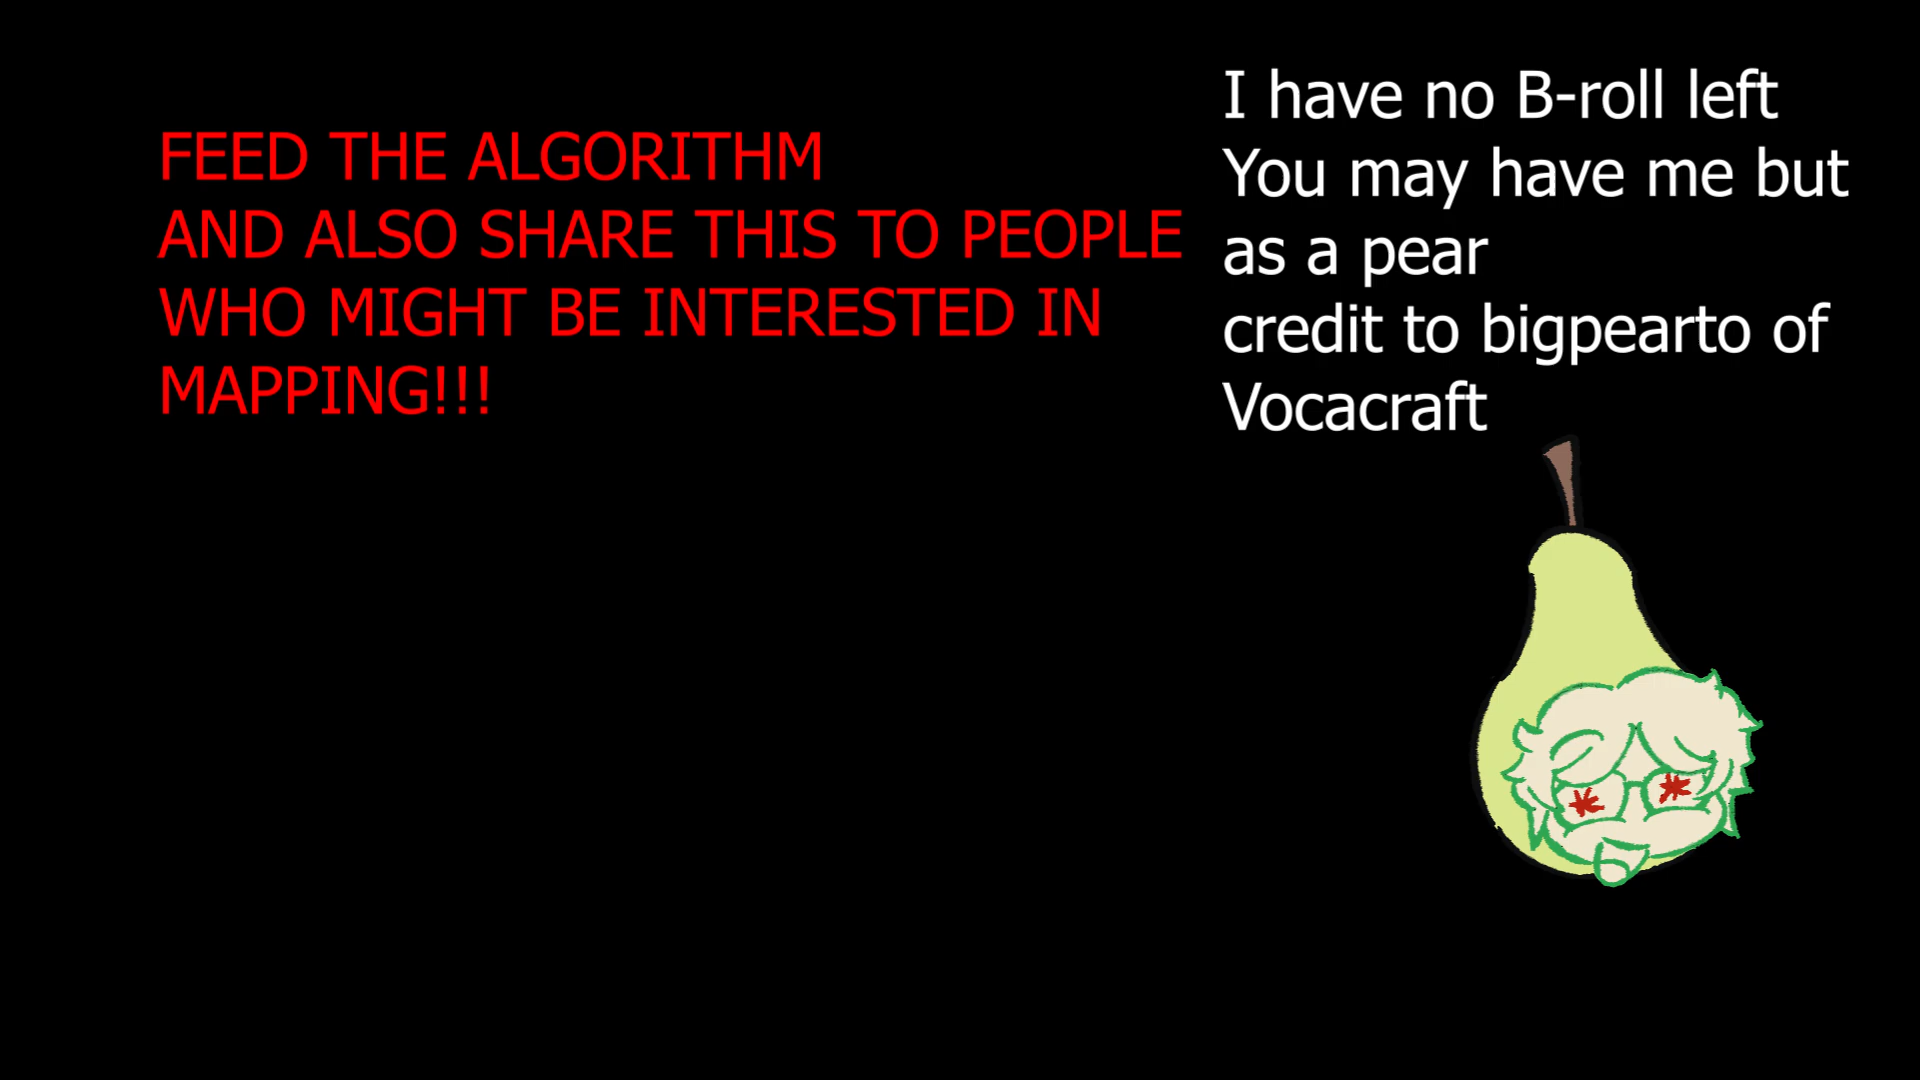 FEED THE ALGORITHM
AND ALSO SHARE THIS TO PEOPLE
WHO MIGHT BE INTERESTED IN
MAPPING!!!
I have no B-roll left
You may have me but
as a pear
credit to bigpearto of
Vocacraft